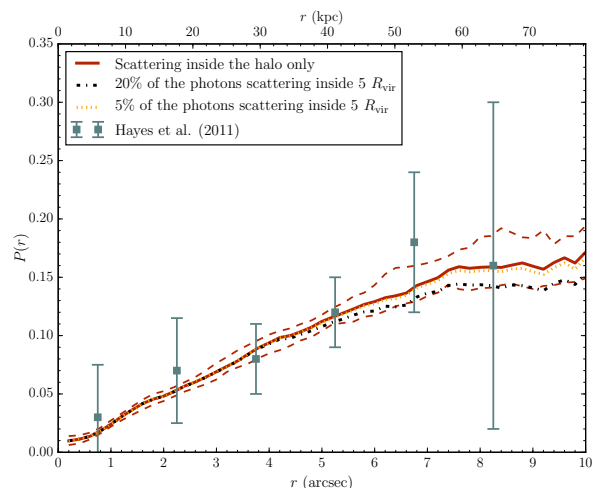 r (kpc)
0 10 20 30 40 50 60 70
0.35
0.30
0.25
0.20
0.15
0.10
0.05
0.00
P(r)
Scattering inside the halo only
20% of the photons scattering inside 5 R_vir
5% of the photons scattering inside 5 R_vir
Hayes et al. (2011)
0 1 2 3 4 5 6 7 8 9 10
r (arcsec)